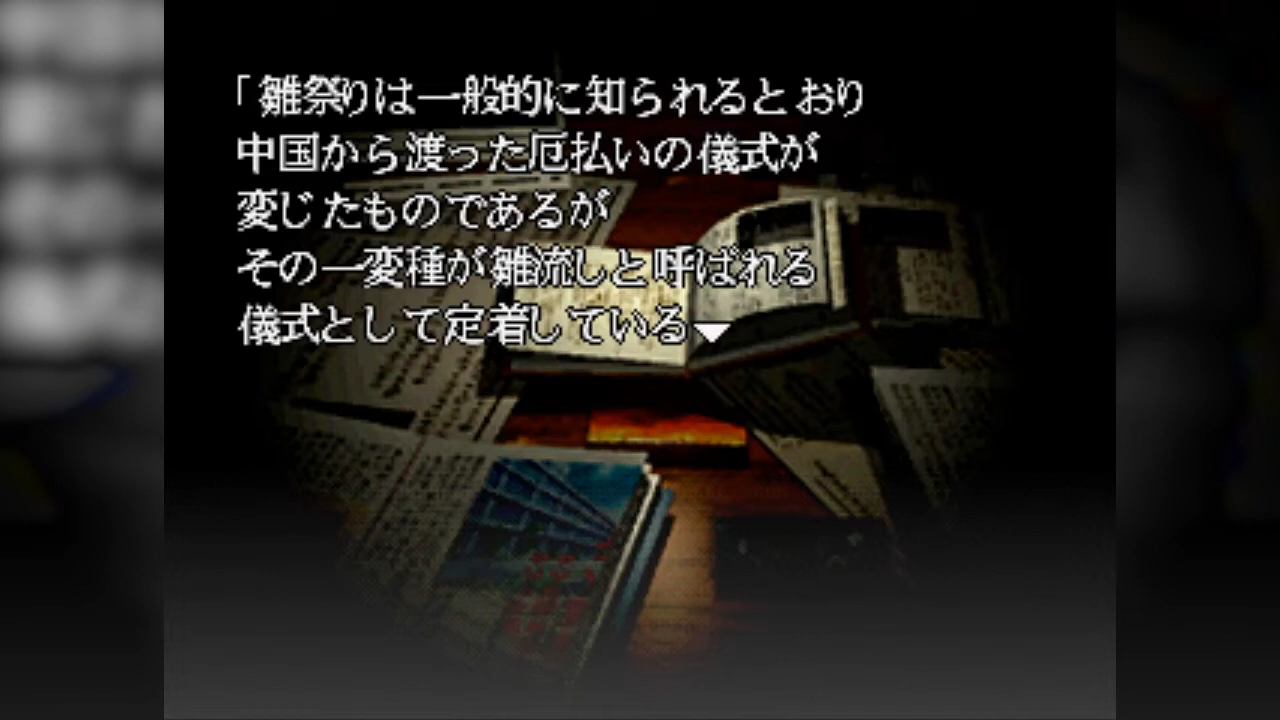 「雛祭りは一般的に知られるとおり
中国から渡った厄払いの儀式が
変じたものであるが
その一変種が雛流しと呼ばれる
儀式として定着している